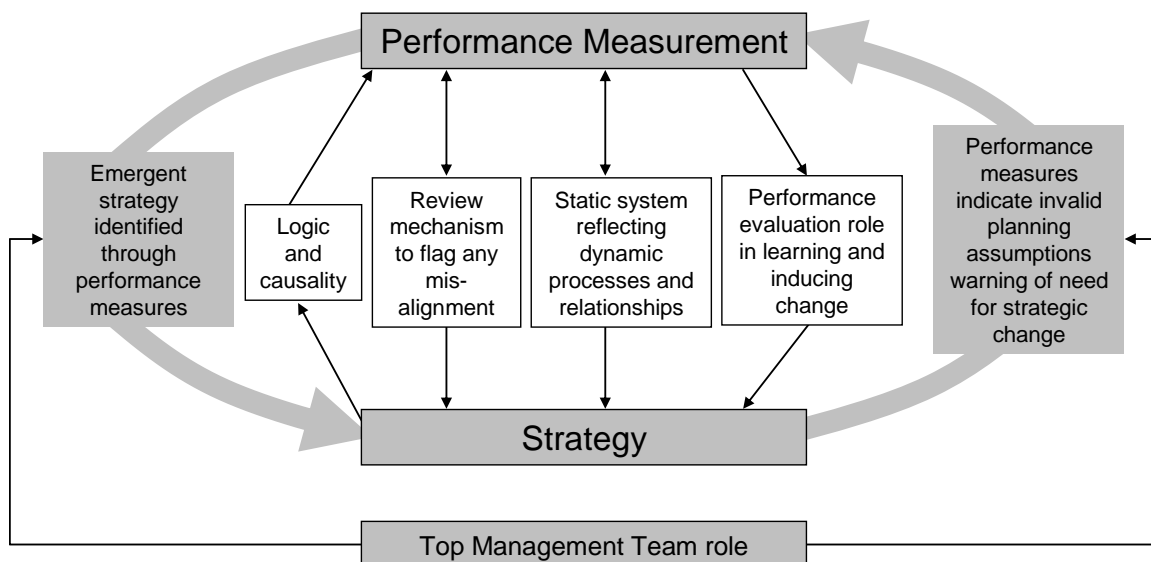 Performance Measurement
Emergent
strategy
identified
through
performance
measures
Logic
and
causality
Review
mechanism
to flag any
mis-
alignment
Static system
reflecting
dynamic
processes and
relationships
Performance
evaluation role
in learning and
inducing
change
Performance
measures
indicate invalid
planning
assumptions
warning of need
for strategic
change
Strategy
Top Management Team role